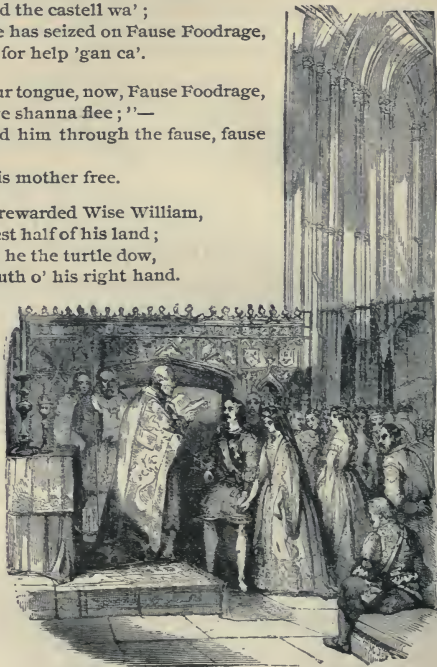 d the castell wa' ;
e has seized on Fause Foodrage,
for help 'gan ca'.
ur tongue, now, Fause Foodrage,
e shanna flee ; "—
d him through the fause, fause
is mother free.
rewarded Wise William,
est half of his land ;
he the turtle dow,
uth o' his right hand.